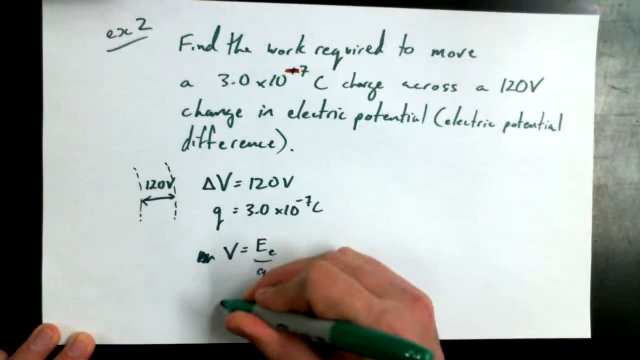 ex 2
Find the work required to move
a 3.0 x 10⁻⁷ C charge across a 120V
change in electric potential (electric potential
difference).
120V
ΔV = 120V
q = 3.0 x 10⁻⁷ C
V = Eₑ/q